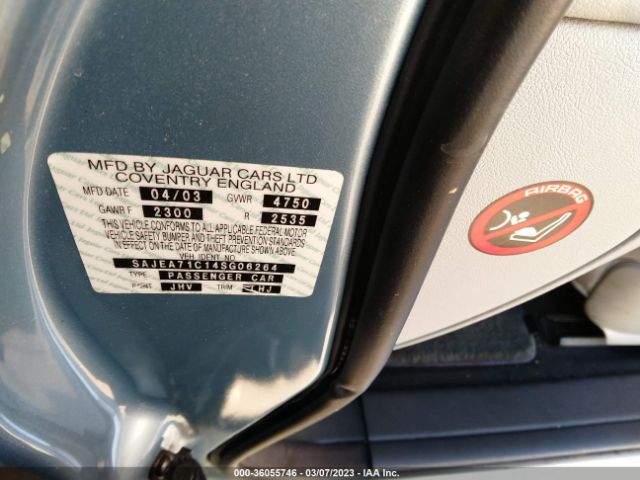 MFD BY JAGUAR CARS LTD
COVENTRY ENGLAND
MFD DATE 04/03 GVWR 4750
GAWR F 2300 R 2535
THIS VEHICLE CONFORMS TO ALL APPLICABLE FEDERAL MOTOR
VEHICLE SAFETY BUMPER AND THEFT PREVENTION STANDARDS
IN EFFECT ON THE DATE OF MANUFACTURE SHOWN ABOVE
VEH IDENT NO
SAJEA71C14SG06264
TYPE PASSENGER CAR
PAINT JHV TRIM LHJ
AIRBAG
000-36055746 - 03/07/2023 - IAA Inc.